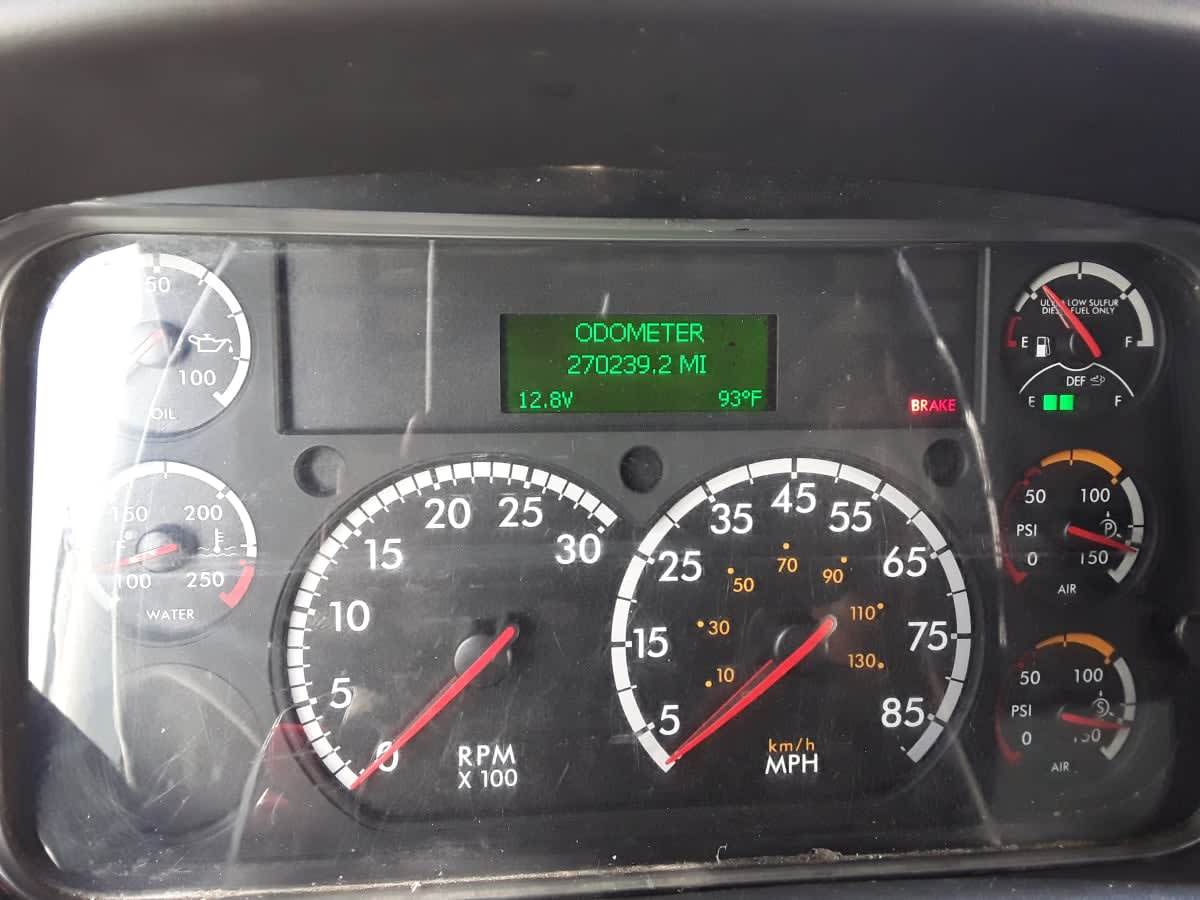 50
100
OIL
150
200
100
250
WATER
0
5
10
15
20
25
30
RPM
X 100
ODOMETER
270239.2 MI
12.8V
93°F
BRAKE
5
15
25
35
45
55
65
75
85
10
30
50
70
90
110
130
km/h
MPH
LOW SULFUR
FUEL ONLY
E
F
DEF
E
F
50
100
PSI
P
0
150
AIR
50
100
PSI
S
0
AIR